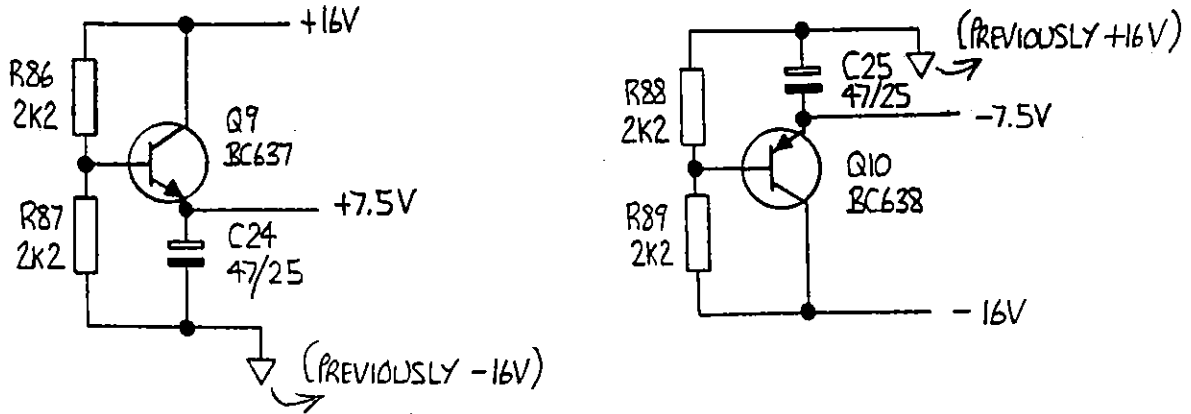 +16V
R86
2K2
Q9
BC637
R87
2K2
+7.5V
C24
47/25
(PREVIOUSLY -16V)
(PREVIOUSLY +16V)
C25
47/25
R88
2K2
-7.5V
Q10
BC638
R89
2K2
-16V